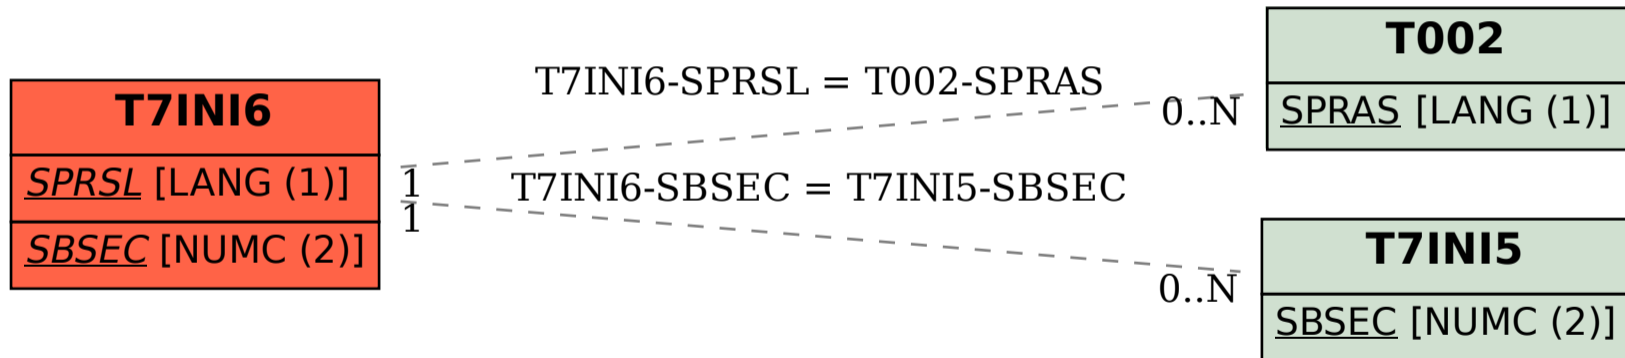 T7INI6
SPRSL [LANG (1)]
SBSEC [NUMC (2)]
T7INI6-SPRSL = T002-SPRAS
1
0..N
T7INI6-SBSEC = T7INI5-SBSEC
1
0..N
T002
SPRAS [LANG (1)]
T7INI5
SBSEC [NUMC (2)]